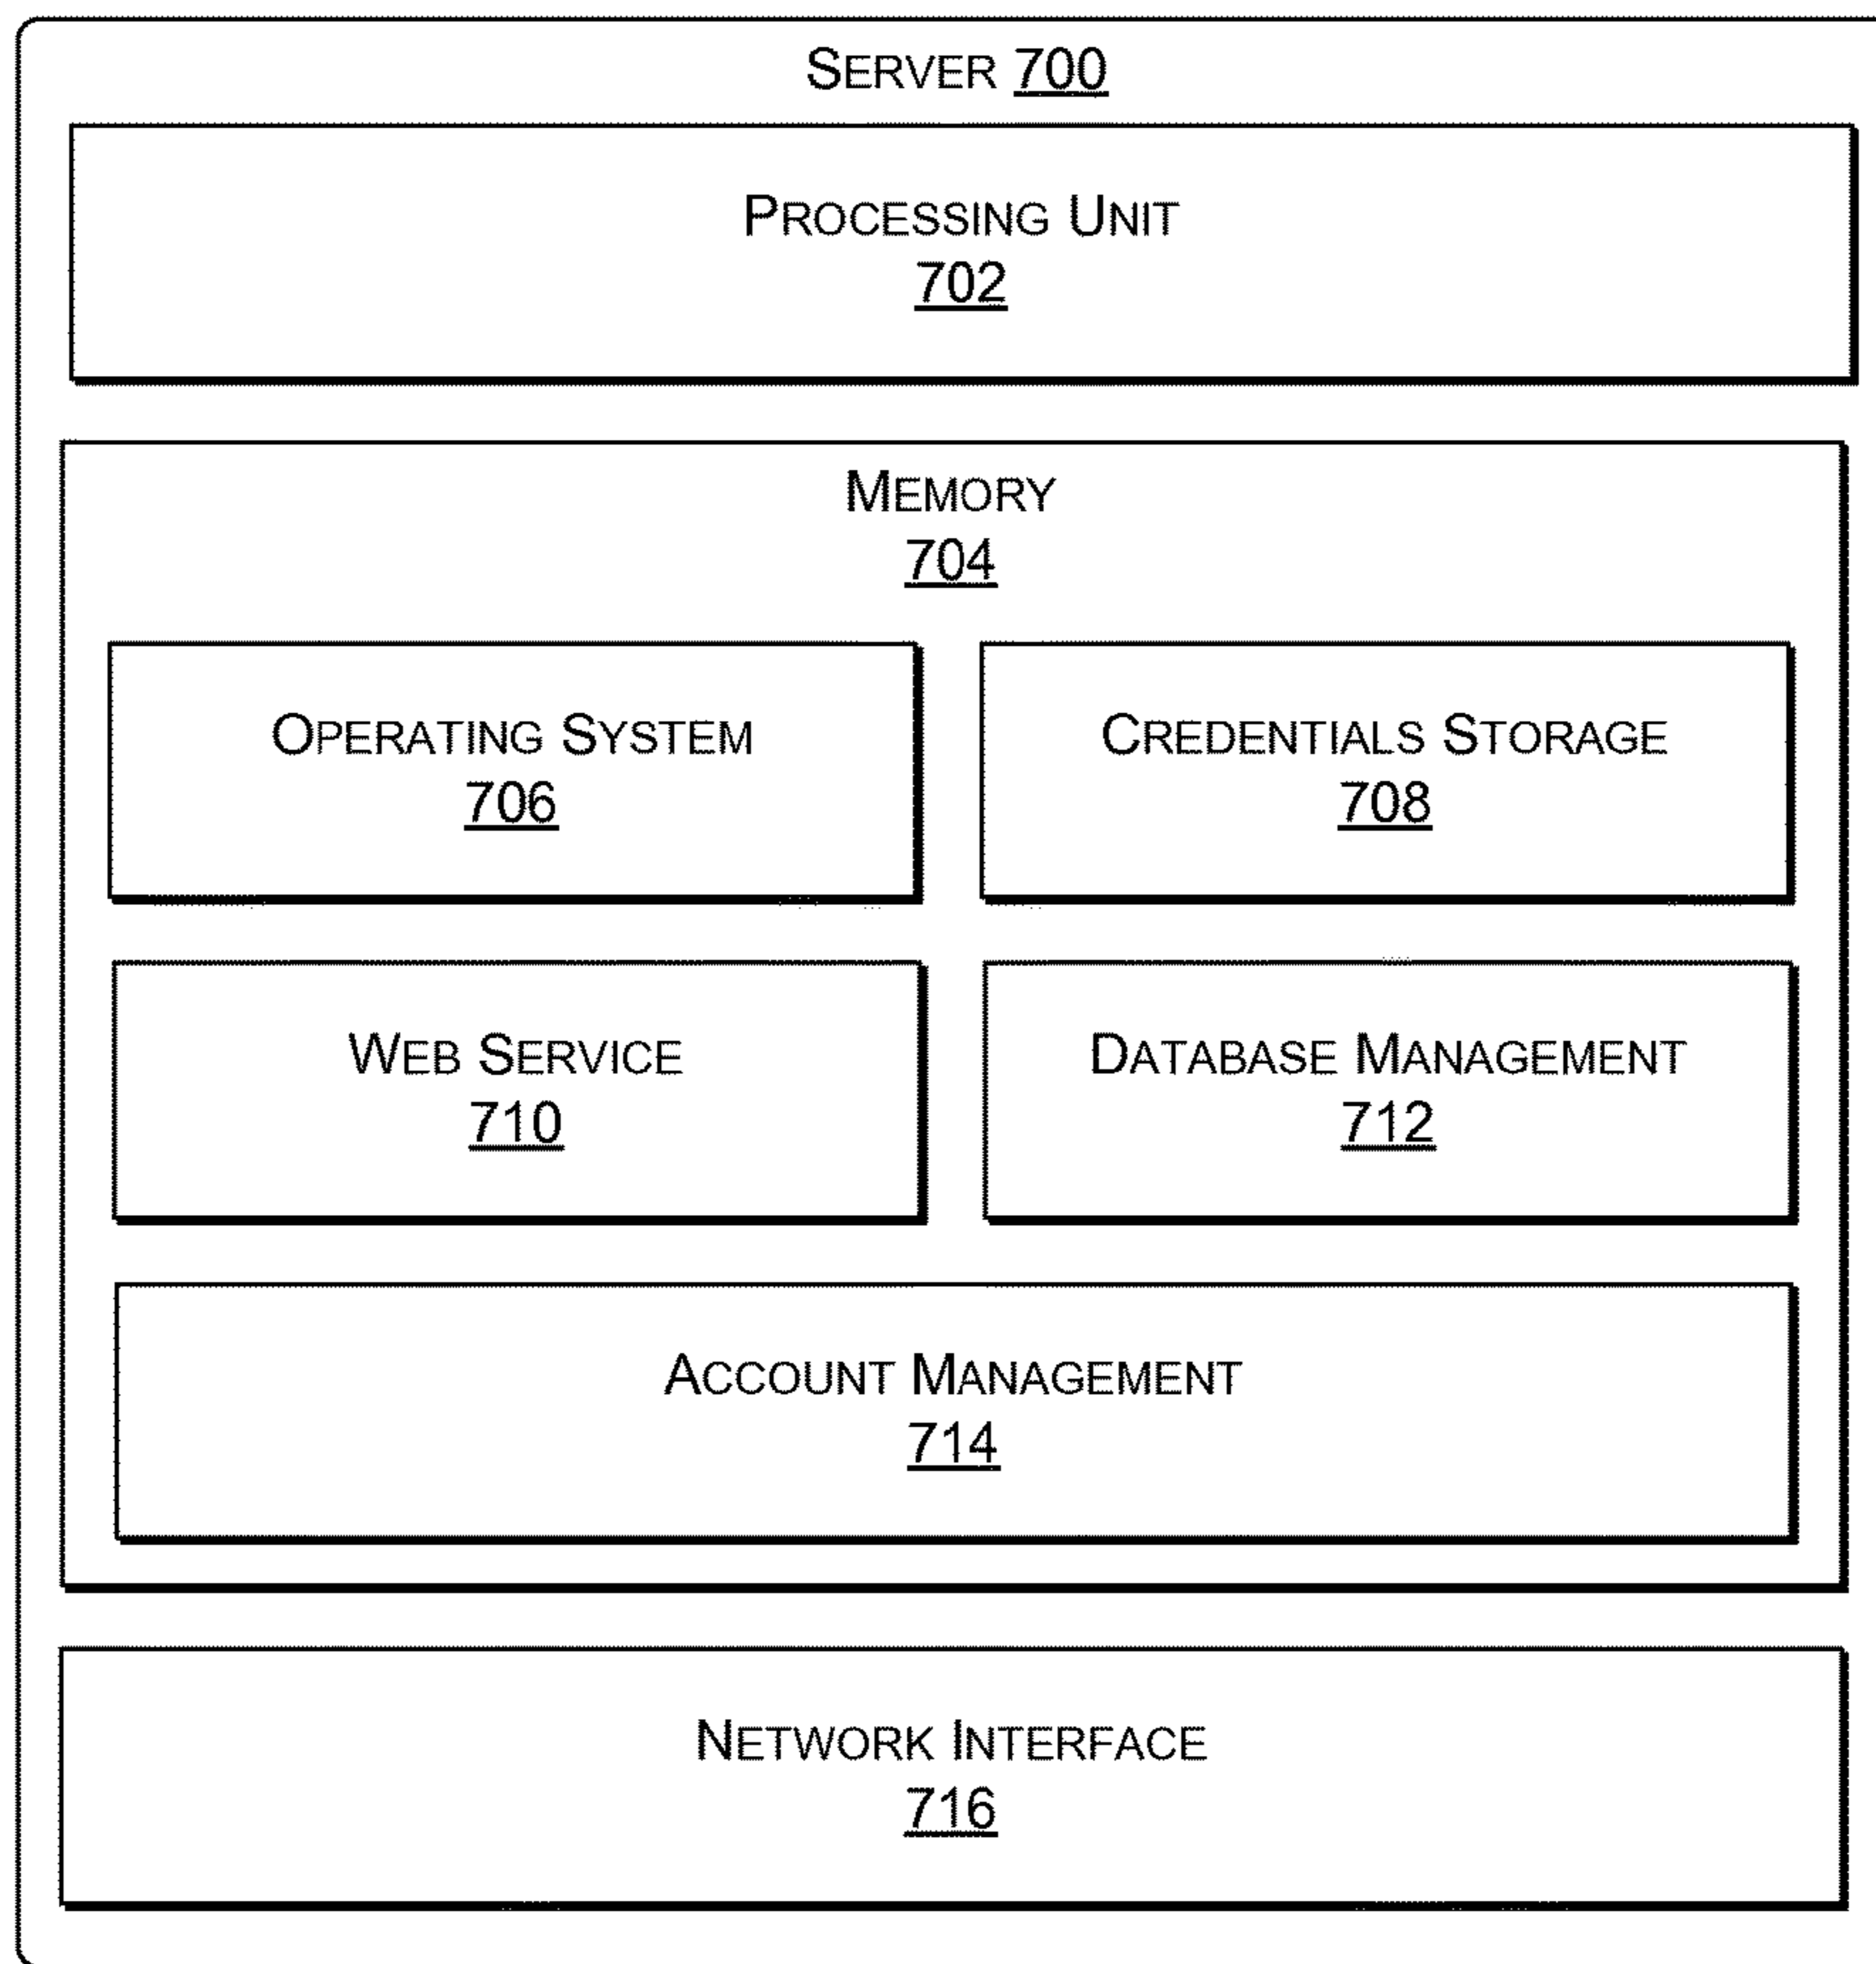 SERVER 700
PROCESSING UNIT
702
MEMORY
704
OPERATING SYSTEM
706
CREDENTIALS STORAGE
708
WEB SERVICE
710
DATABASE MANAGEMENT
712
ACCOUNT MANAGEMENT
714
NETWORK INTERFACE
716